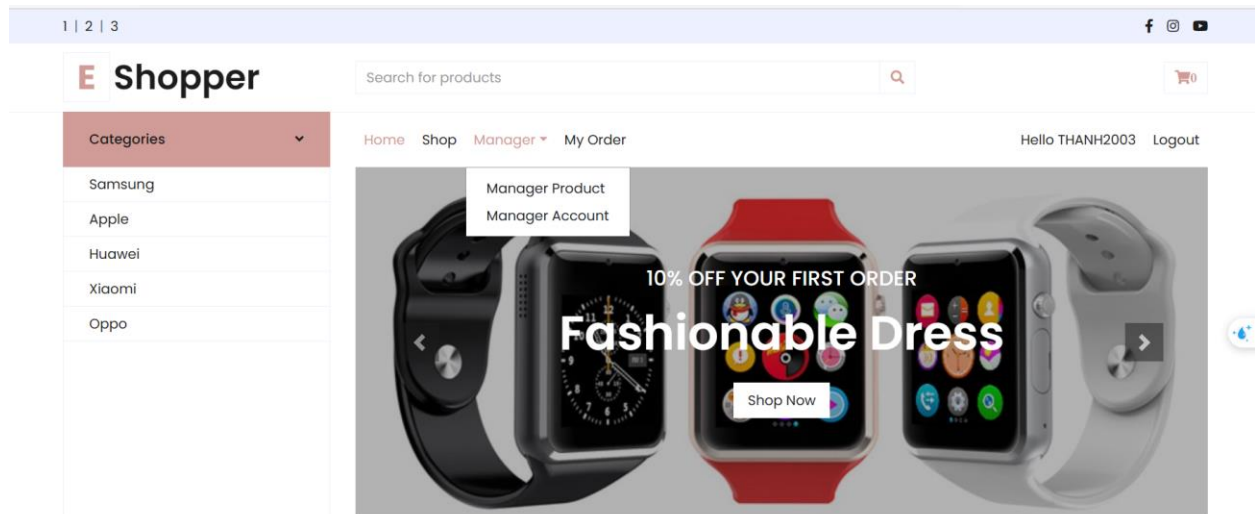 1 | 2 | 3
E Shopper
Search for products
0
Categories
Home Shop Manager My Order
Hello THANH2003 Logout
Samsung
Apple
Huawei
Xiaomi
Oppo
Manager Product
Manager Account
10% OFF YOUR FIRST ORDER
Fashionable Dress
Shop Now